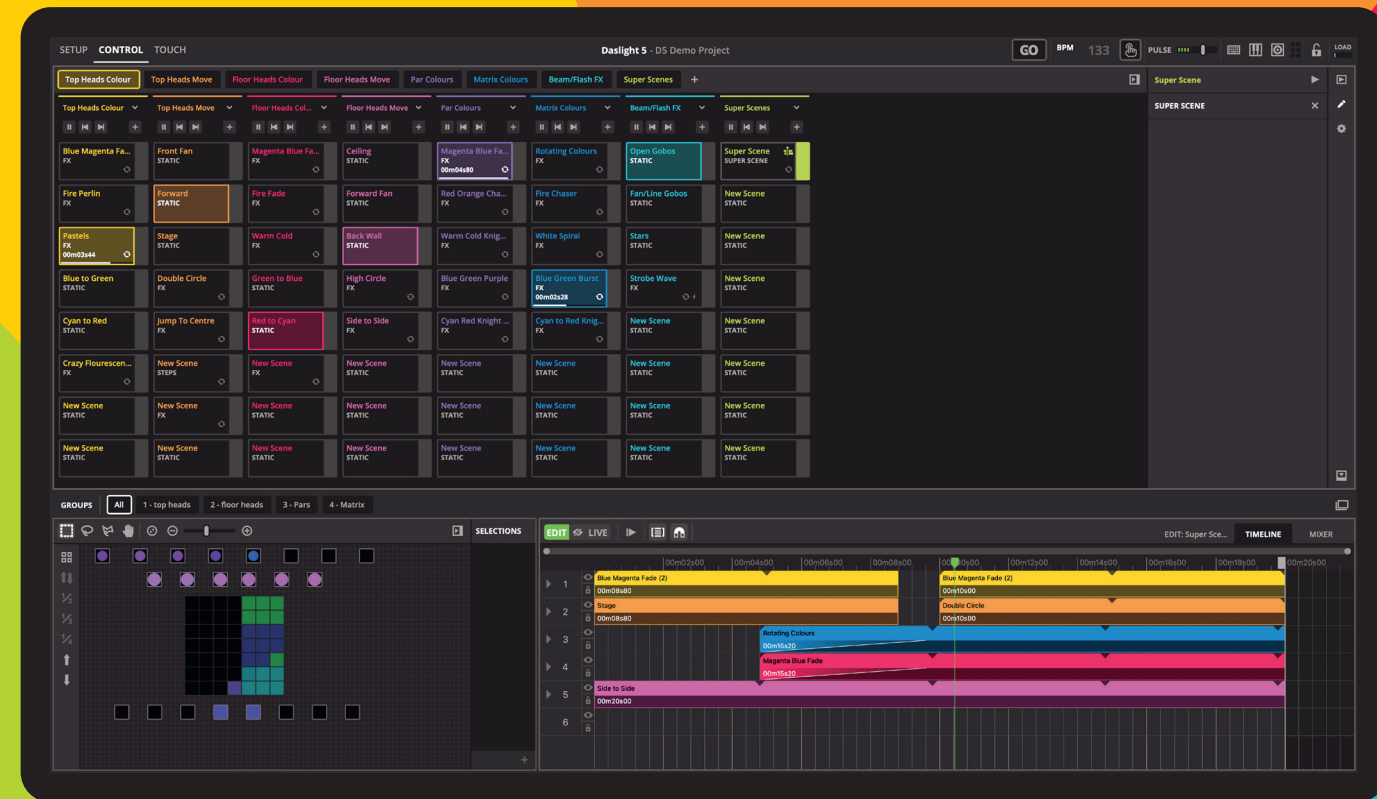 SETUP CONTROL TOUCH Daslight 5 - D5 Demo Project GO BPM 133 PULSE LOAD
Top Heads Colour Top Heads Move Floor Heads Colour Floor Heads Move Par Colours Matrix Colours Beam/Flash FX Super Scenes + Super Scene
Top Heads Colour Top Heads Move Floor Heads Col... Floor Heads Move Par Colours Matrix Colours Beam/Flash FX Super Scenes SUPER SCENE
Blue Magenta Fa... Front Fan Magenta Blue Fa... Ceiling Magenta Blue Fa... Rotating Colours Open Gobos Super Scene
FX STATIC FX STATIC FX FX STATIC SUPER SCENE
00m04s80
Fire Perlin Forward Fire Fade Forward Fan Red Orange Cha... Fire Chaser Fan/Line Gobos New Scene
FX STATIC FX STATIC FX FX STATIC STATIC
Pastels Stage Warm Cold Back Wall Warm Cold Knig... White Spiral Stars New Scene
FX STATIC FX STATIC FX FX STATIC STATIC
00m03s44
Blue to Green Double Circle Green to Blue High Circle Blue Green Purple Blue Green Burst Strobe Wave New Scene
STATIC FX STATIC FX FX FX FX STATIC
00m02s28
Cyan to Red Jump To Centre Red to Cyan Side to Side Cyan Red Knight ... Cyan to Red Knig... New Scene New Scene
STATIC FX STATIC FX FX FX STATIC STATIC
Crazy Flourescen... New Scene New Scene New Scene New Scene New Scene New Scene New Scene
FX STEPS FX STATIC STATIC STATIC STATIC STATIC
New Scene New Scene New Scene New Scene New Scene New Scene New Scene New Scene
STATIC FX STATIC STATIC STATIC STATIC STATIC STATIC
New Scene New Scene New Scene New Scene New Scene New Scene New Scene New Scene
STATIC STATIC STATIC STATIC STATIC STATIC STATIC STATIC
GROUPS All 1 - top heads 2 - floor heads 3 - Pars 4 - Matrix
SELECTIONS EDIT LIVE EDIT: Super Sce... TIMELINE MIXER
00m02s00 00m04s00 00m06s00 00m08s00 00m12s00 00m14s00 00m16s00 00m18s00 00m20s00
1 Blue Magenta Fade (2) Blue Magenta Fade (2)
00m08s80 00m10s00
2 Stage Double Circle
00m08s80 00m10s00
3 Rotating Colours
00m15s20
4 Magenta Blue Fade
00m15s20
5 Side to Side
00m20s00
6